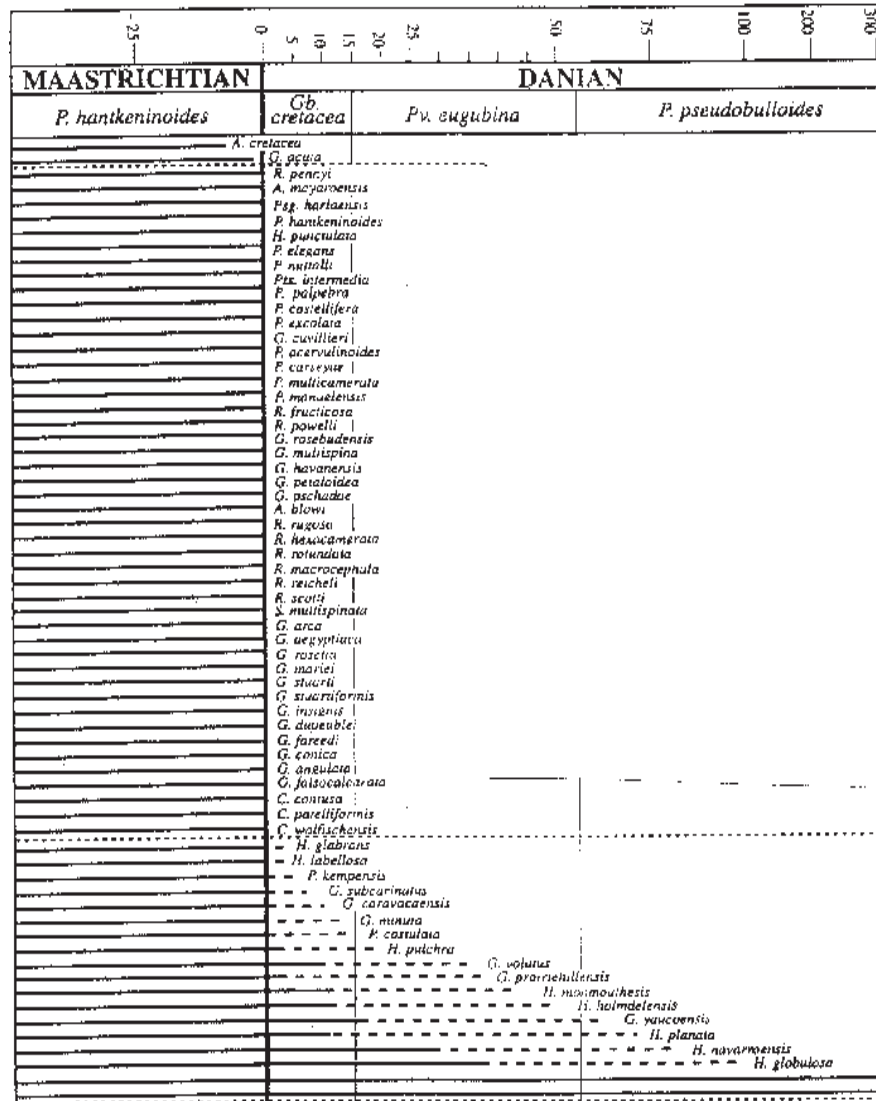 -25 0 5 10 15 20 25 50 75 100 200 300
MAASTRICHTIAN DANIAN
P. hantkeninoides Gb. cretacea Pv. eugubina P. pseudobulloides
A. cretacea
G. acuta
R. pennyi
A. mayaroensis
Psg. hariaensis
P. hantkeninoides
H. punctulata
P. elegans
P. nuttalli
Pts. intermedia
P. palpebra
P. costellifera
P. excolata
G. cuvillieri
P. acervulinoides
P. carseyae
P. multicamerata
P. manuelensis
R. fructicosa
R. powelli
G. rosebudensis
G. multispina
G. havanensis
G. petaloidea
G. pschadae
A. blowi
R. rugosa
R. hexacamerata
R. rotundata
R. macrocephala
R. reicheli
R. scotti
S. multispinata
G. arca
G. aegyptiaca
G. rosetta
G. mariei
G. stuarti
G. stuartiformis
G. insignis
G. dupeublei
G. fareedi
G. conica
G. angulata
G. falsocalcarata
C. contusa
C. patelliformis
C. walfischensis
H. glabrans
H. labellosa
P. kempensis
G. subcarinatus
G. caravacaensis
G. minuta
P. costulata
H. pulchra
G. volutus
G. prairiehillensis
H. monmouthesis
H. holmdelensis
G. yaucoensis
H. planata
H. navarroensis
H. globulosa